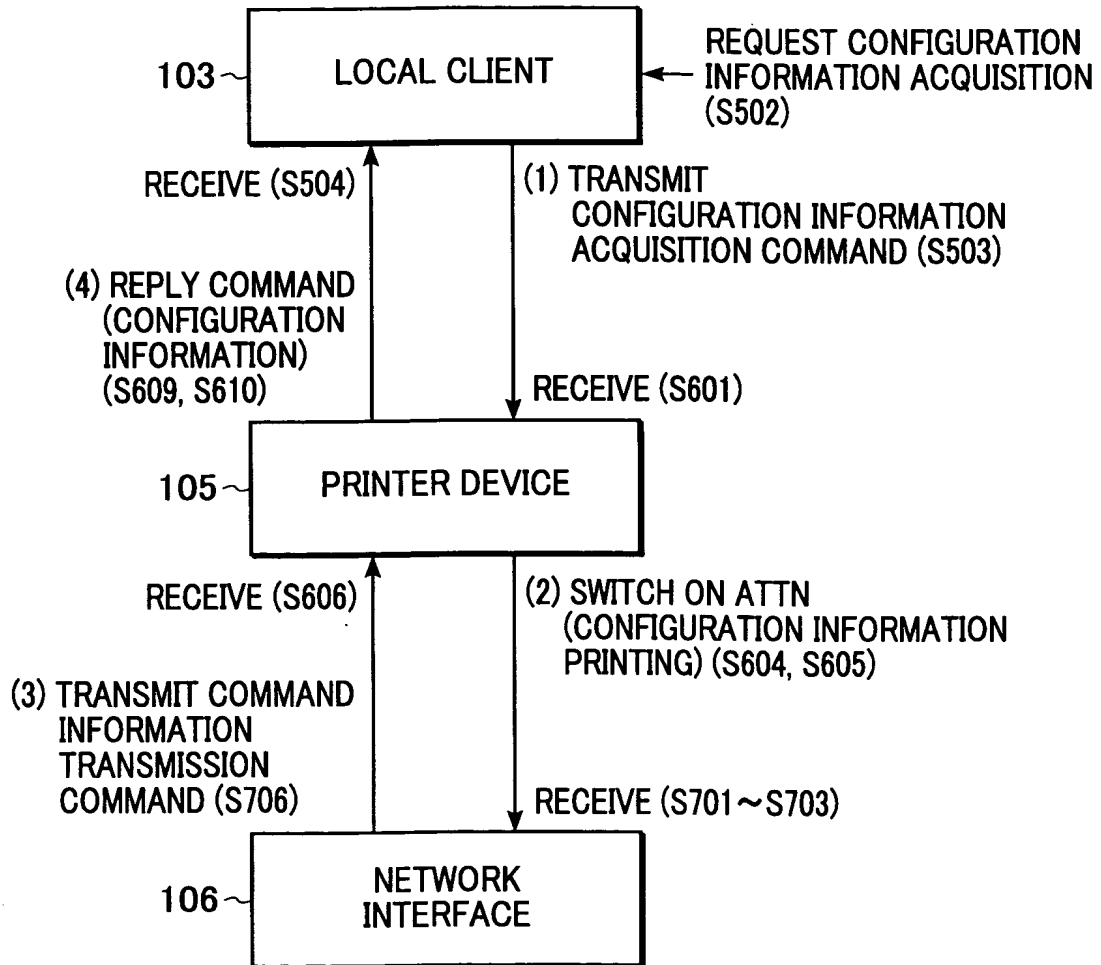 103
LOCAL CLIENT
REQUEST CONFIGURATION
INFORMATION ACQUISITION
(S502)
RECEIVE (S504)
(1) TRANSMIT
CONFIGURATION INFORMATION
ACQUISITION COMMAND (S503)
(4) REPLY COMMAND
(CONFIGURATION
INFORMATION)
(S609, S610)
RECEIVE (S601)
105
PRINTER DEVICE
RECEIVE (S606)
(2) SWITCH ON ATTN
(CONFIGURATION INFORMATION
PRINTING) (S604, S605)
(3) TRANSMIT COMMAND
INFORMATION
TRANSMISSION
COMMAND (S706)
RECEIVE (S701~S703)
106
NETWORK
INTERFACE